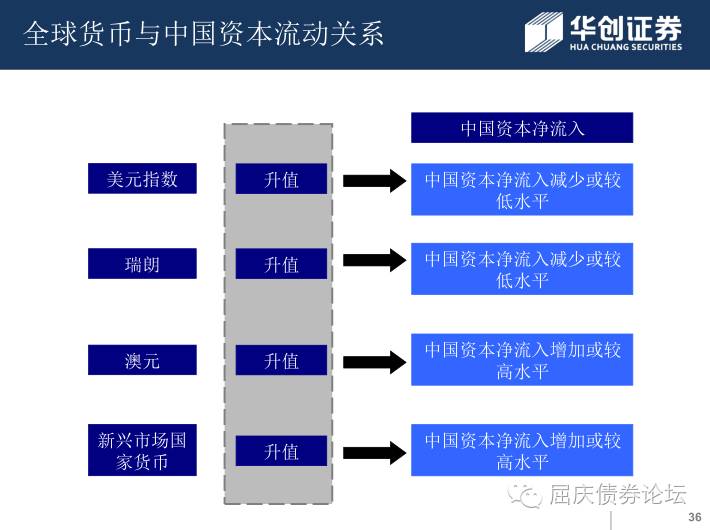 全球货币与中国资本流动关系
华创证券
HUA CHUANG SECURITIES
中国资本净流入
美元指数
升值
中国资本净流入减少或较
低水平
瑞朗
升值
中国资本净流入减少或较
低水平
澳元
升值
中国资本净流入增加或较
高水平
新兴市场国
家货币
升值
中国资本净流入增加或较
高水平
屈庆债券论坛
36